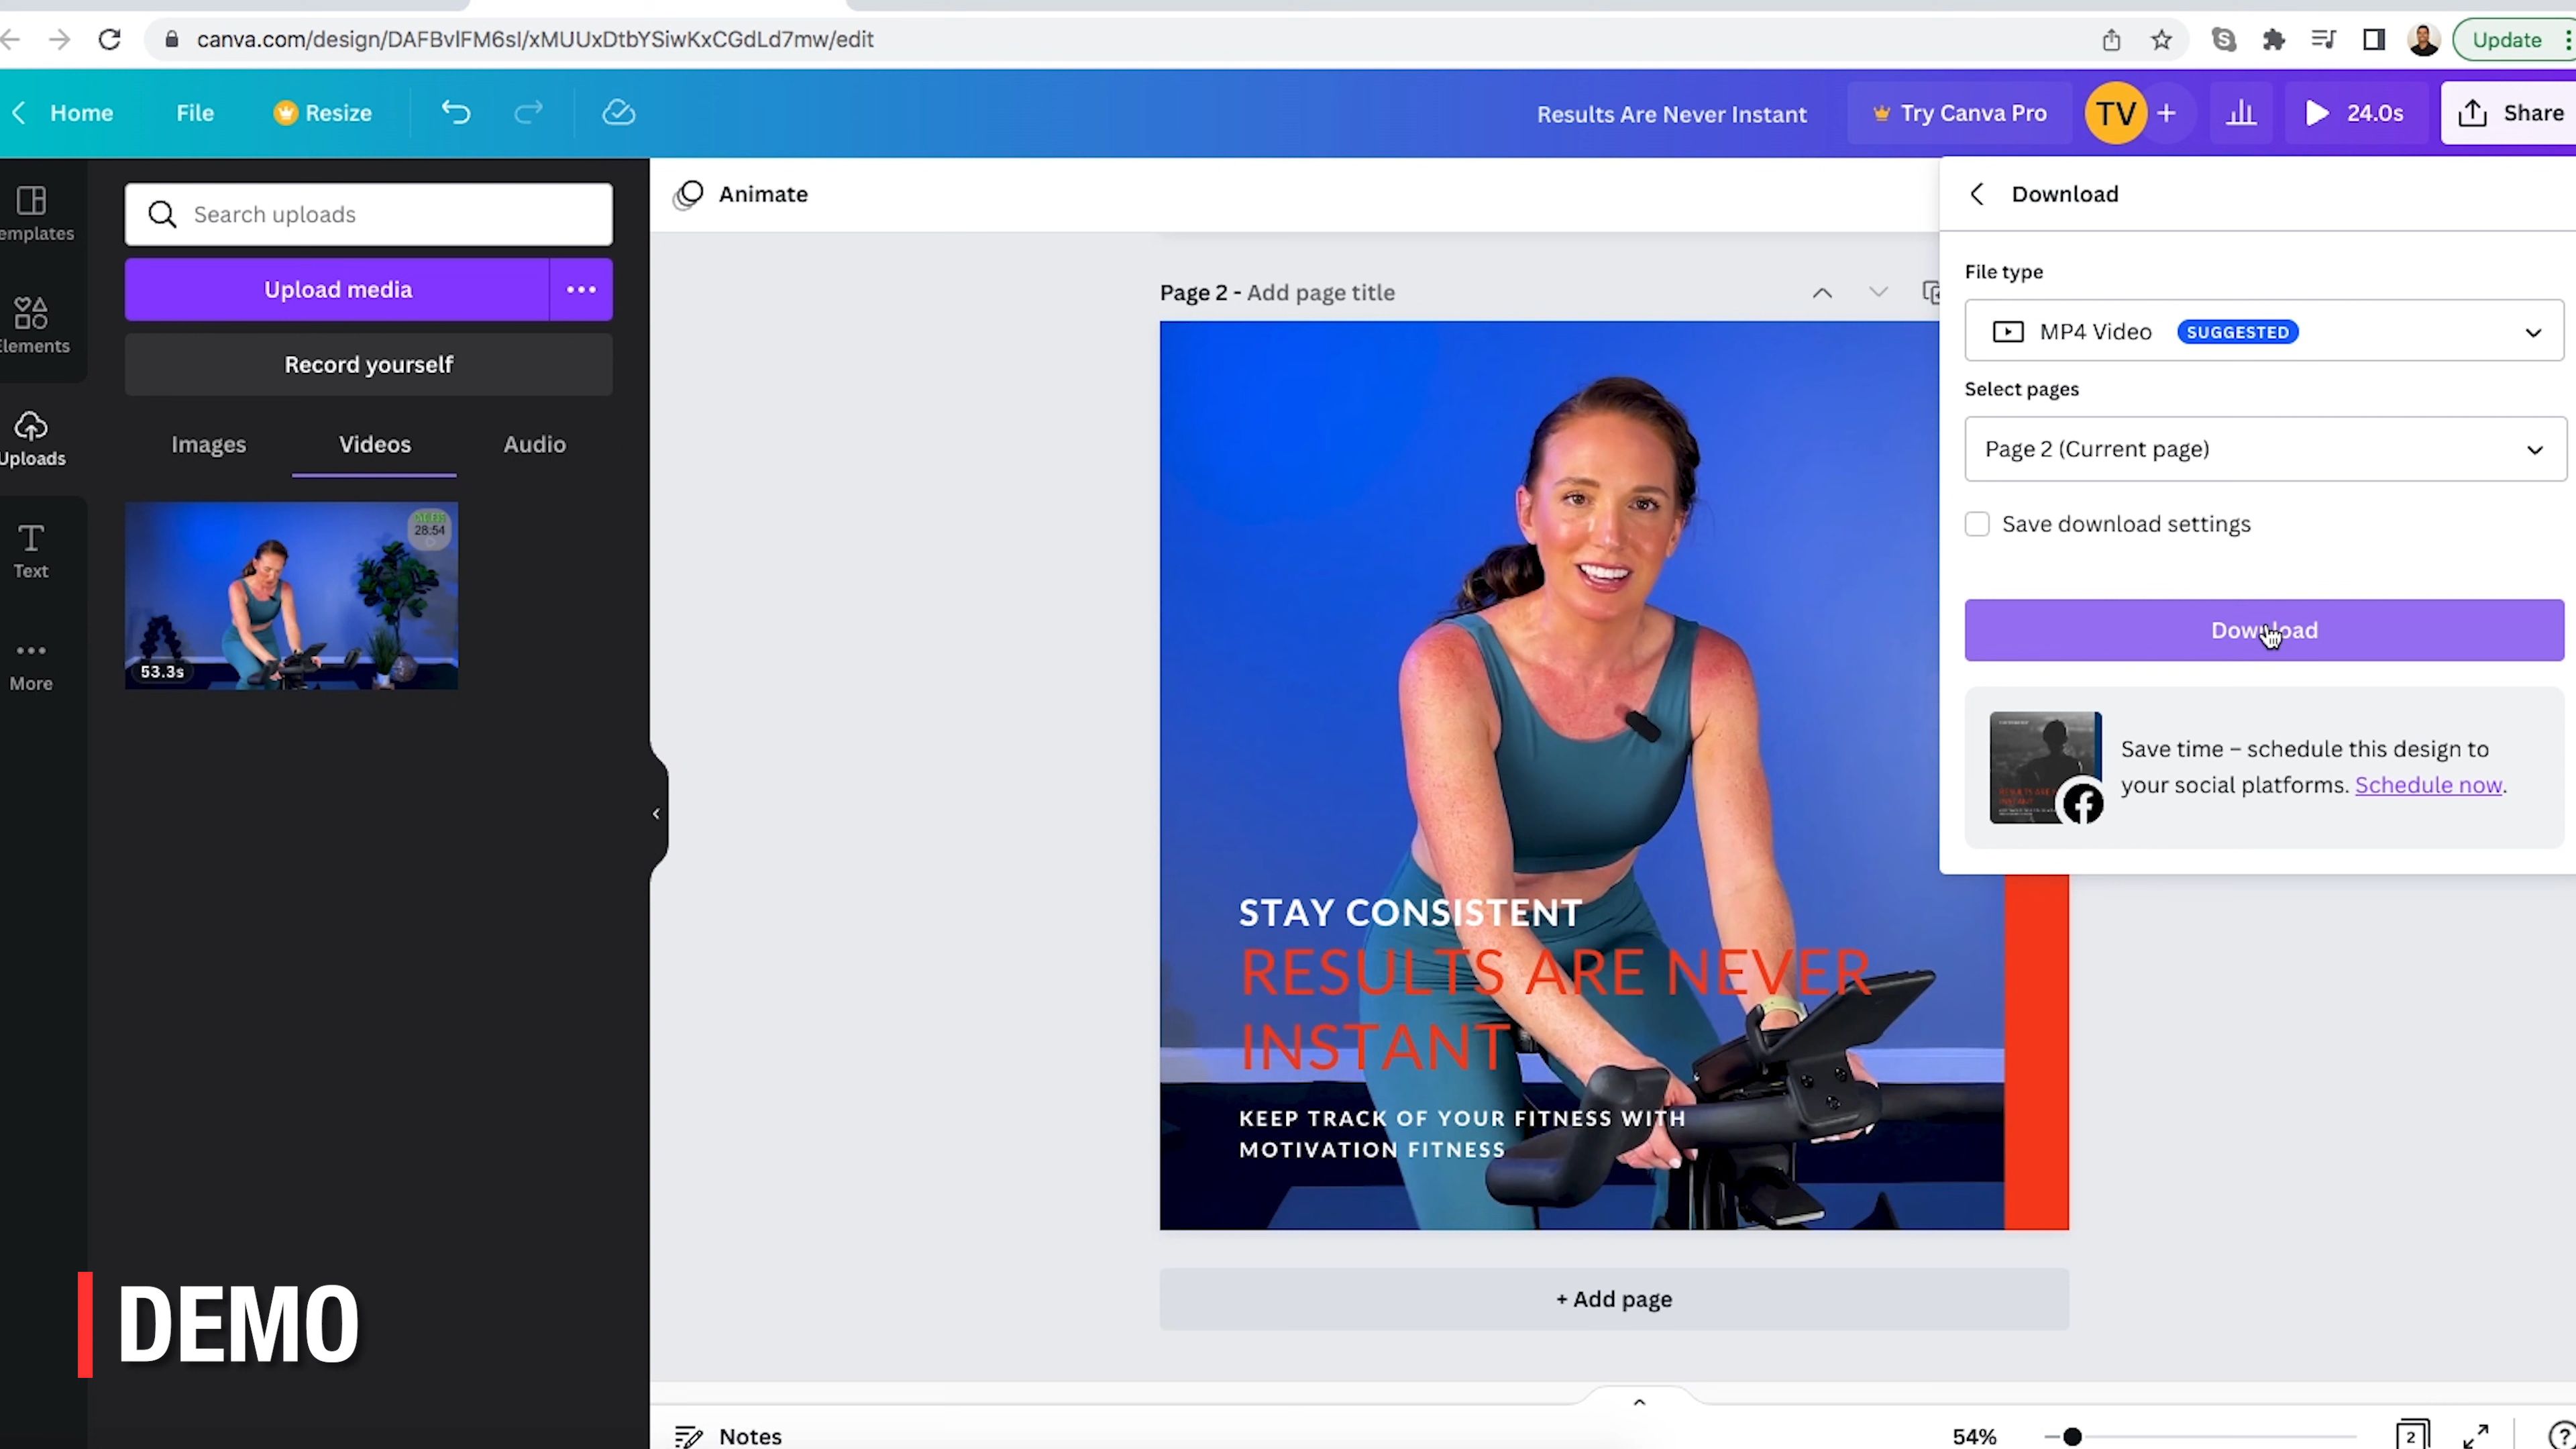 canva.com/design/DAFBvlFM6sI/xMUUxDtbYSiwKxCGdLd7mw/edit
Update
Home
File
Resize
Results Are Never Instant
Try Canva Pro
TV
24.0s
Share
emplates
Elements
Uploads
Text
More
Search uploads
Upload media
Record yourself
Images
Videos
Audio
28:54
53.3s
Animate
Page 2 - Add page title
STAY CONSISTENT
RESULTS ARE NEVER
INSTANT
KEEP TRACK OF YOUR FITNESS WITH
MOTIVATION FITNESS
+ Add page
Download
File type
MP4 Video SUGGESTED
Select pages
Page 2 (Current page)
Save download settings
Download
Save time – schedule this design to
your social platforms. Schedule now.
DEMO
Notes
54%
2